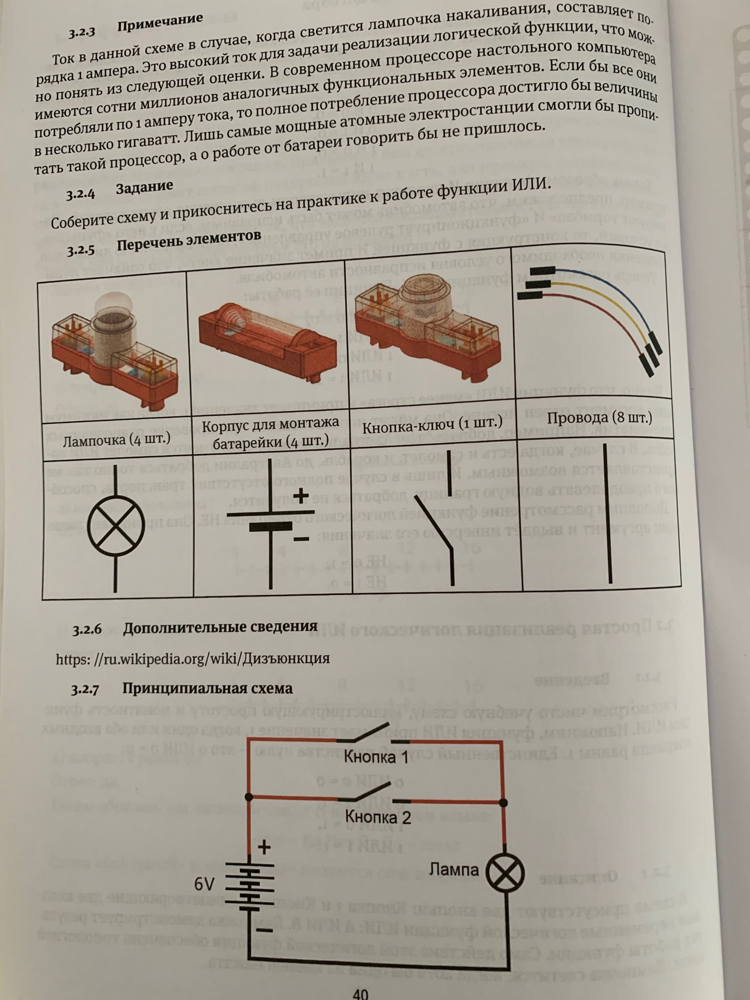 3.2.3 Примечание
Ток в данной схеме в случае, когда светится лампочка накаливания, составляет по-
рядка 1 ампера. Это высокий ток для задачи реализации логической функции, что мож-
но понять из следующей оценки. В современном процессоре настольного компьютера
имеются сотни миллионов аналогичных функциональных элементов. Если бы все они
потребляли по 1 амперу тока, то полное потребление процессора достигло бы величины
в несколько гигаватт. Лишь самые мощные атомные электростанции смогли бы пропи-
тать такой процессор, а о работе от батареи говорить бы не пришлось.
3.2.4 Задание
Соберите схему и прикоснитесь на практике к работе функции ИЛИ.
3.2.5 Перечень элементов
Лампочка (4 шт.)
Корпус для монтажа
батарейки (4 шт.)
Кнопка-ключ (1 шт.)
Провода (8 шт.)
+
−
3.2.6 Дополнительные сведения
https: //ru.wikipedia.org/wiki/Дизъюнкция
3.2.7 Принципиальная схема
Кнопка 1
Кнопка 2
+
6V
Лампа
−
40